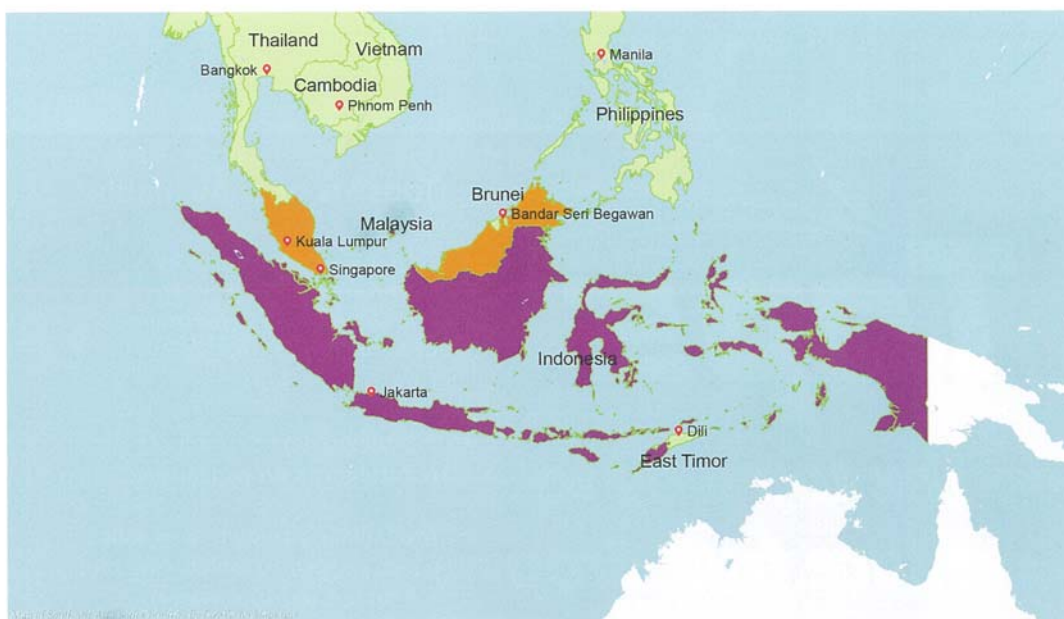 Thailand
Vietnam
Bangkok
Cambodia
Phnom Penh
Manila
Philippines
Brunei
Bandar Seri Begawan
Malaysia
Kuala Lumpur
Singapore
Indonesia
Jakarta
Dili
East Timor